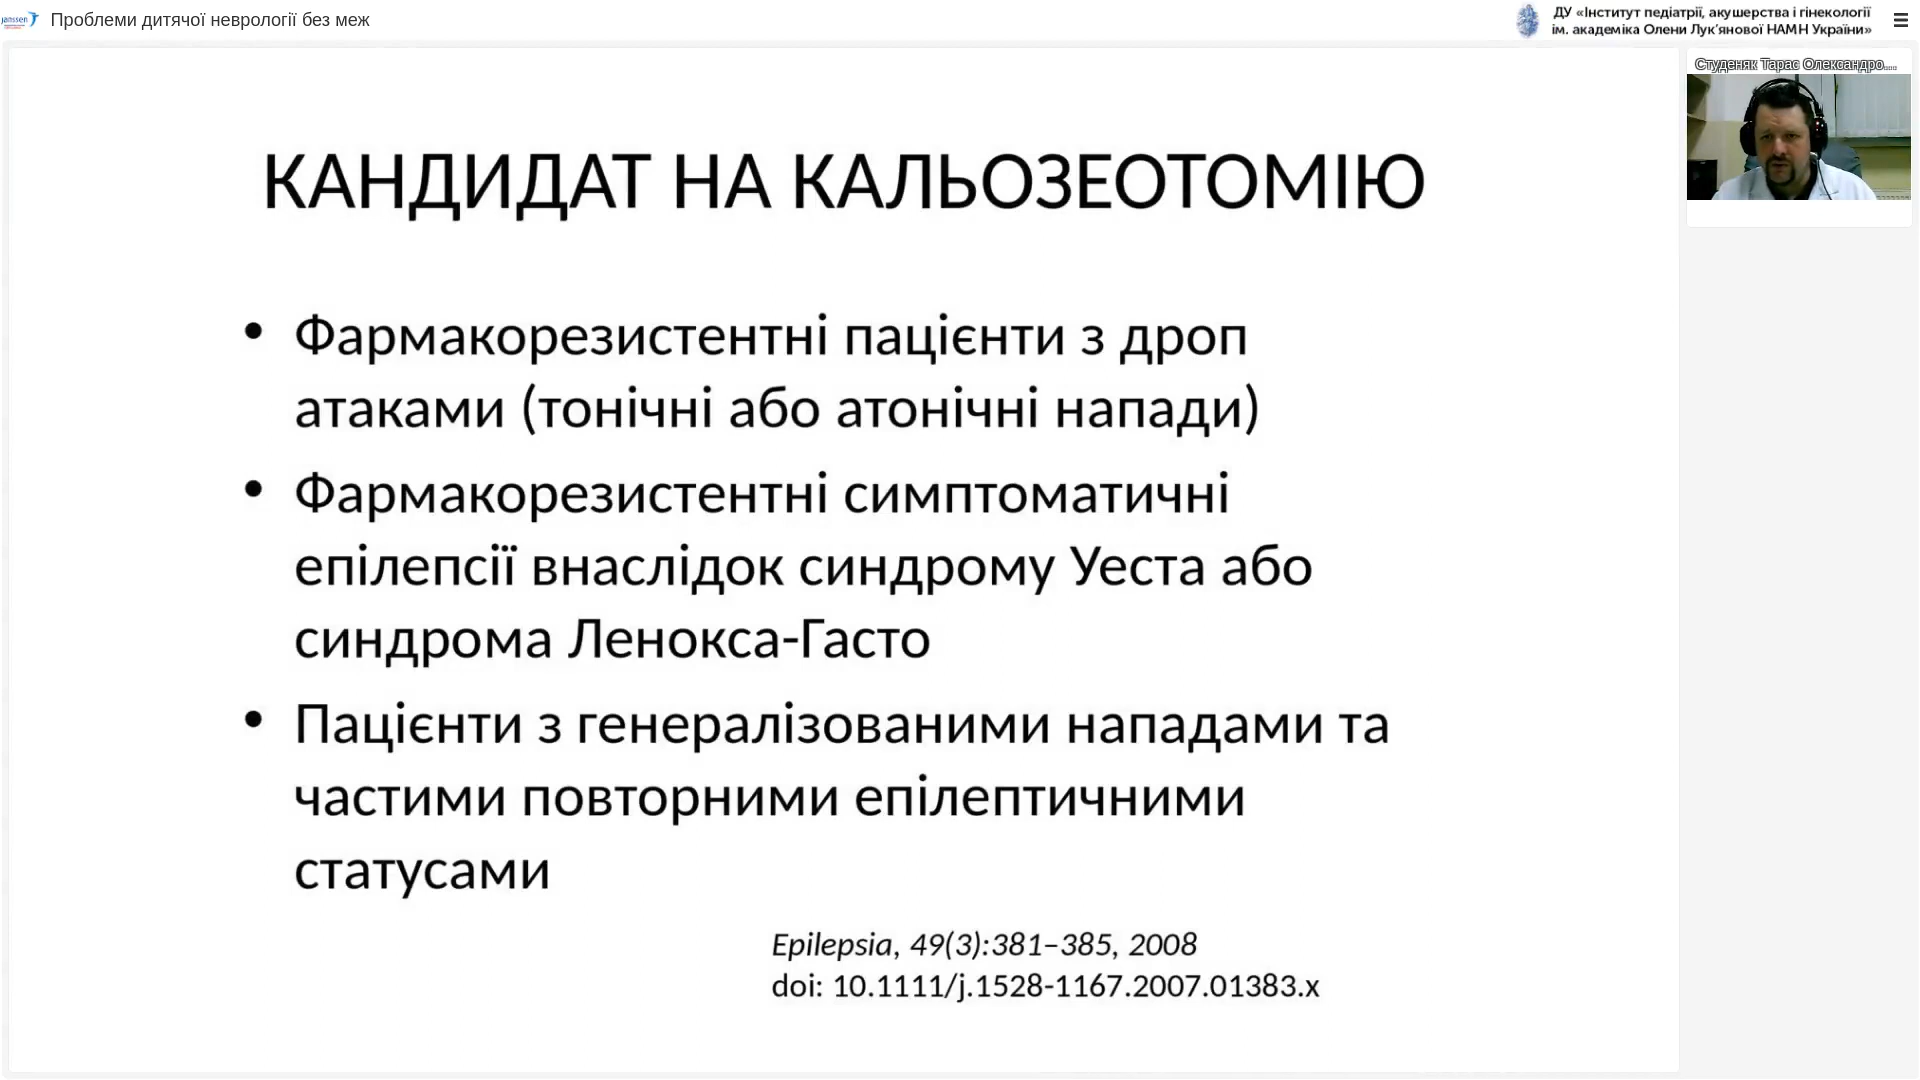 janssen
Проблеми дитячої неврології без меж
ДУ «Інститут педіатрії, акушерства і гінекології
ім. академіка Олени Лук’янової НАМН України»
Студеняк Тарас Олександро...
КАНДИДАТ НА КАЛЬОЗЕОТОМІЮ
• Фармакорезистентні пацієнти з дроп
атаками (тонічні або атонічні напади)
• Фармакорезистентні симптоматичні
епілепсії внаслідок синдрому Уеста або
синдрома Ленокса-Гасто
• Пацієнти з генералізованими нападами та
частими повторними епілептичними
статусами
Epilepsia, 49(3):381–385, 2008
doi: 10.1111/j.1528-1167.2007.01383.x